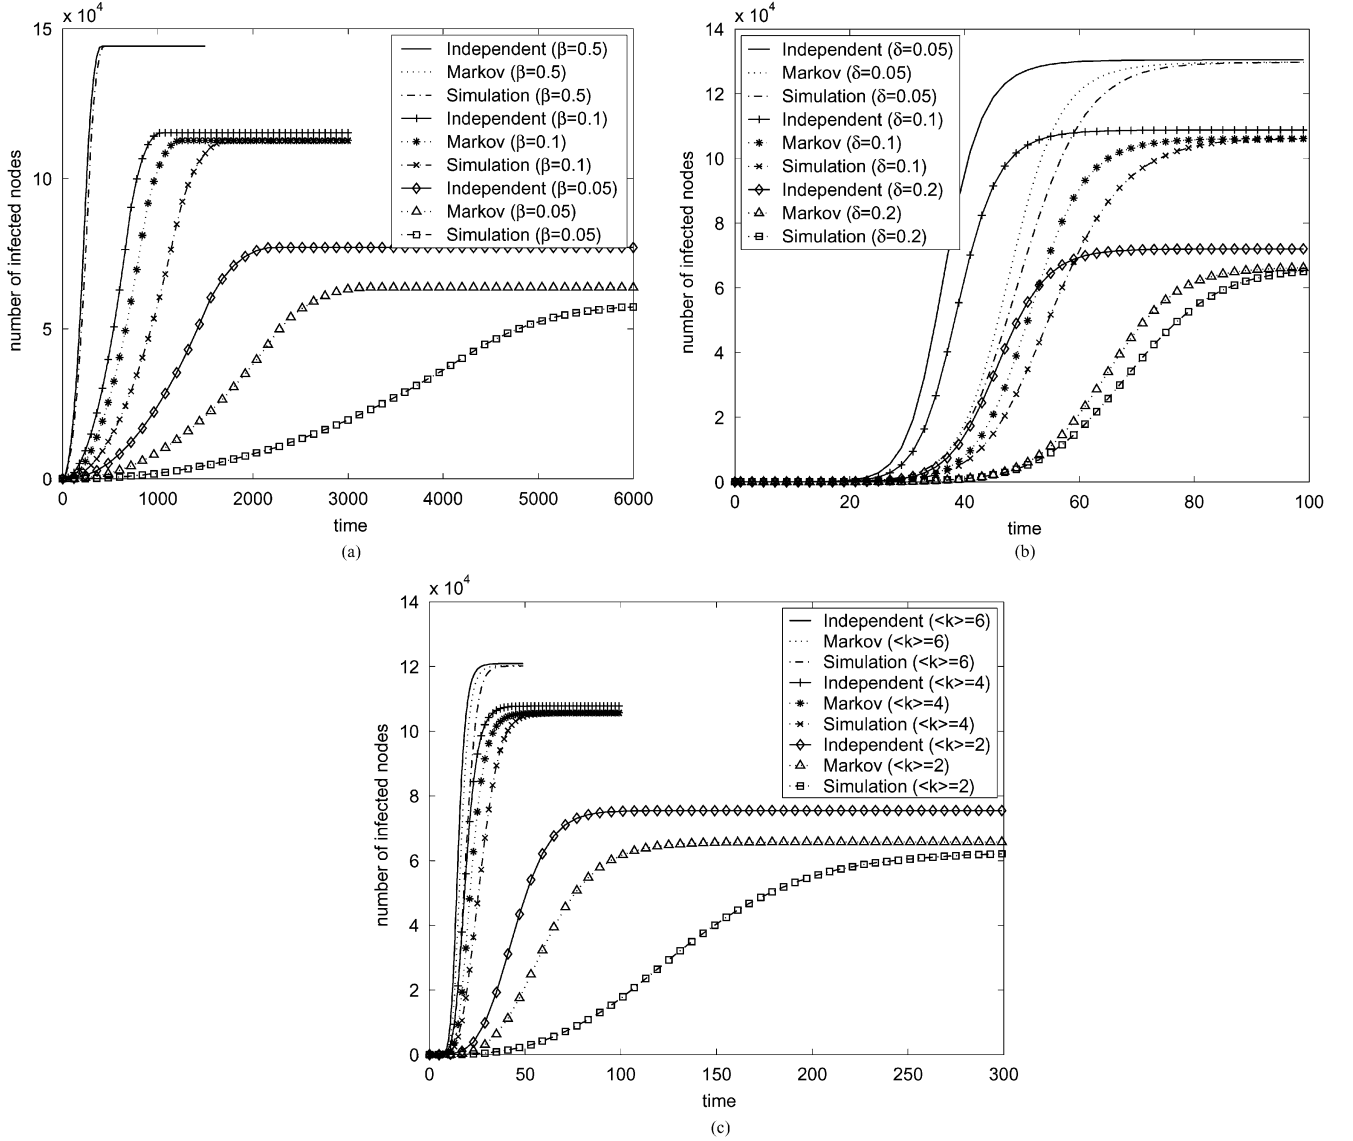 x 10^4
15
10
5
0
number of infected nodes
0 1000 2000 3000 4000 5000 6000
time
Independent (β=0.5)
Markov (β=0.5)
Simulation (β=0.5)
Independent (β=0.1)
Markov (β=0.1)
Simulation (β=0.1)
Independent (β=0.05)
Markov (β=0.05)
Simulation (β=0.05)
(a)
x 10^4
14
12
10
8
6
4
2
0
number of infected nodes
0 20 40 60 80 100
time
Independent (δ=0.05)
Markov (δ=0.05)
Simulation (δ=0.05)
Independent (δ=0.1)
Markov (δ=0.1)
Simulation (δ=0.1)
Independent (δ=0.2)
Markov (δ=0.2)
Simulation (δ=0.2)
(b)
x 10^4
14
12
10
8
6
4
2
0
number of infected nodes
0 50 100 150 200 250 300
time
Independent (<k>=6)
Markov (<k>=6)
Simulation (<k>=6)
Independent (<k>=4)
Markov (<k>=4)
Simulation (<k>=4)
Independent (<k>=2)
Markov (<k>=2)
Simulation (<k>=2)
(c)